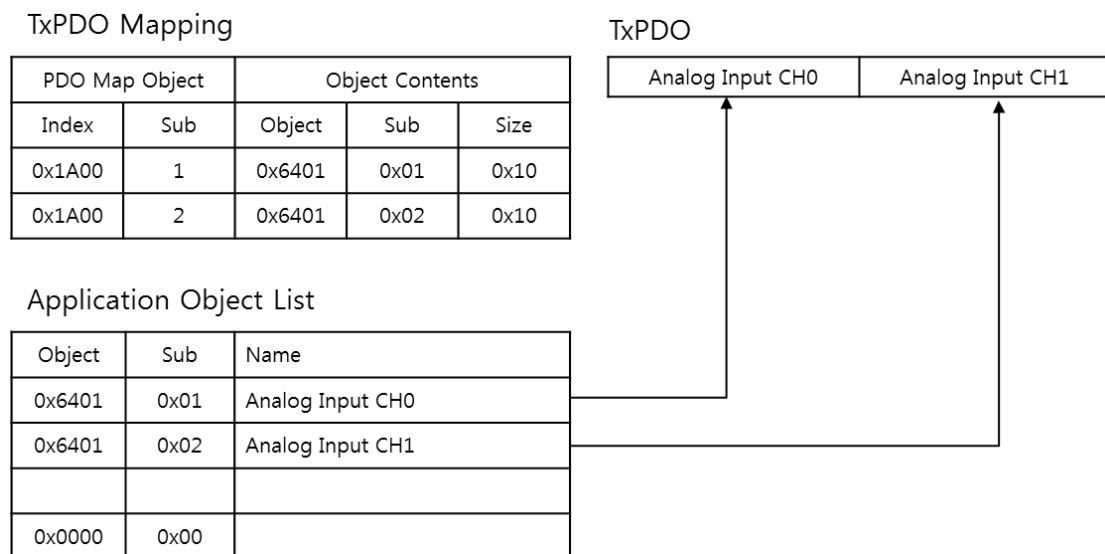 TxPDO Mapping
PDO Map Object Object Contents
Index Sub Object Sub Size
0x1A00 1 0x6401 0x01 0x10
0x1A00 2 0x6401 0x02 0x10
TxPDO
Analog Input CH0 Analog Input CH1
Application Object List
Object Sub Name
0x6401 0x01 Analog Input CH0
0x6401 0x02 Analog Input CH1
0x0000 0x00